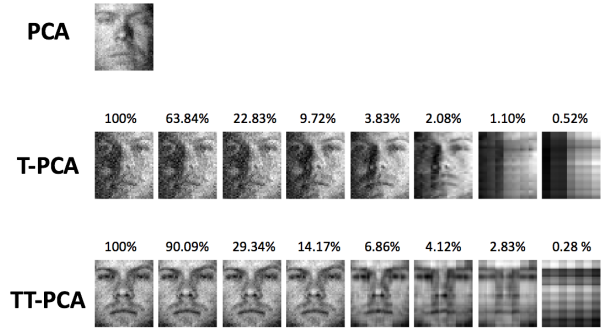 PCA
100% 63.84% 22.83% 9.72% 3.83% 2.08% 1.10% 0.52%
T-PCA
100% 90.09% 29.34% 14.17% 6.86% 4.12% 2.83% 0.28 %
TT-PCA